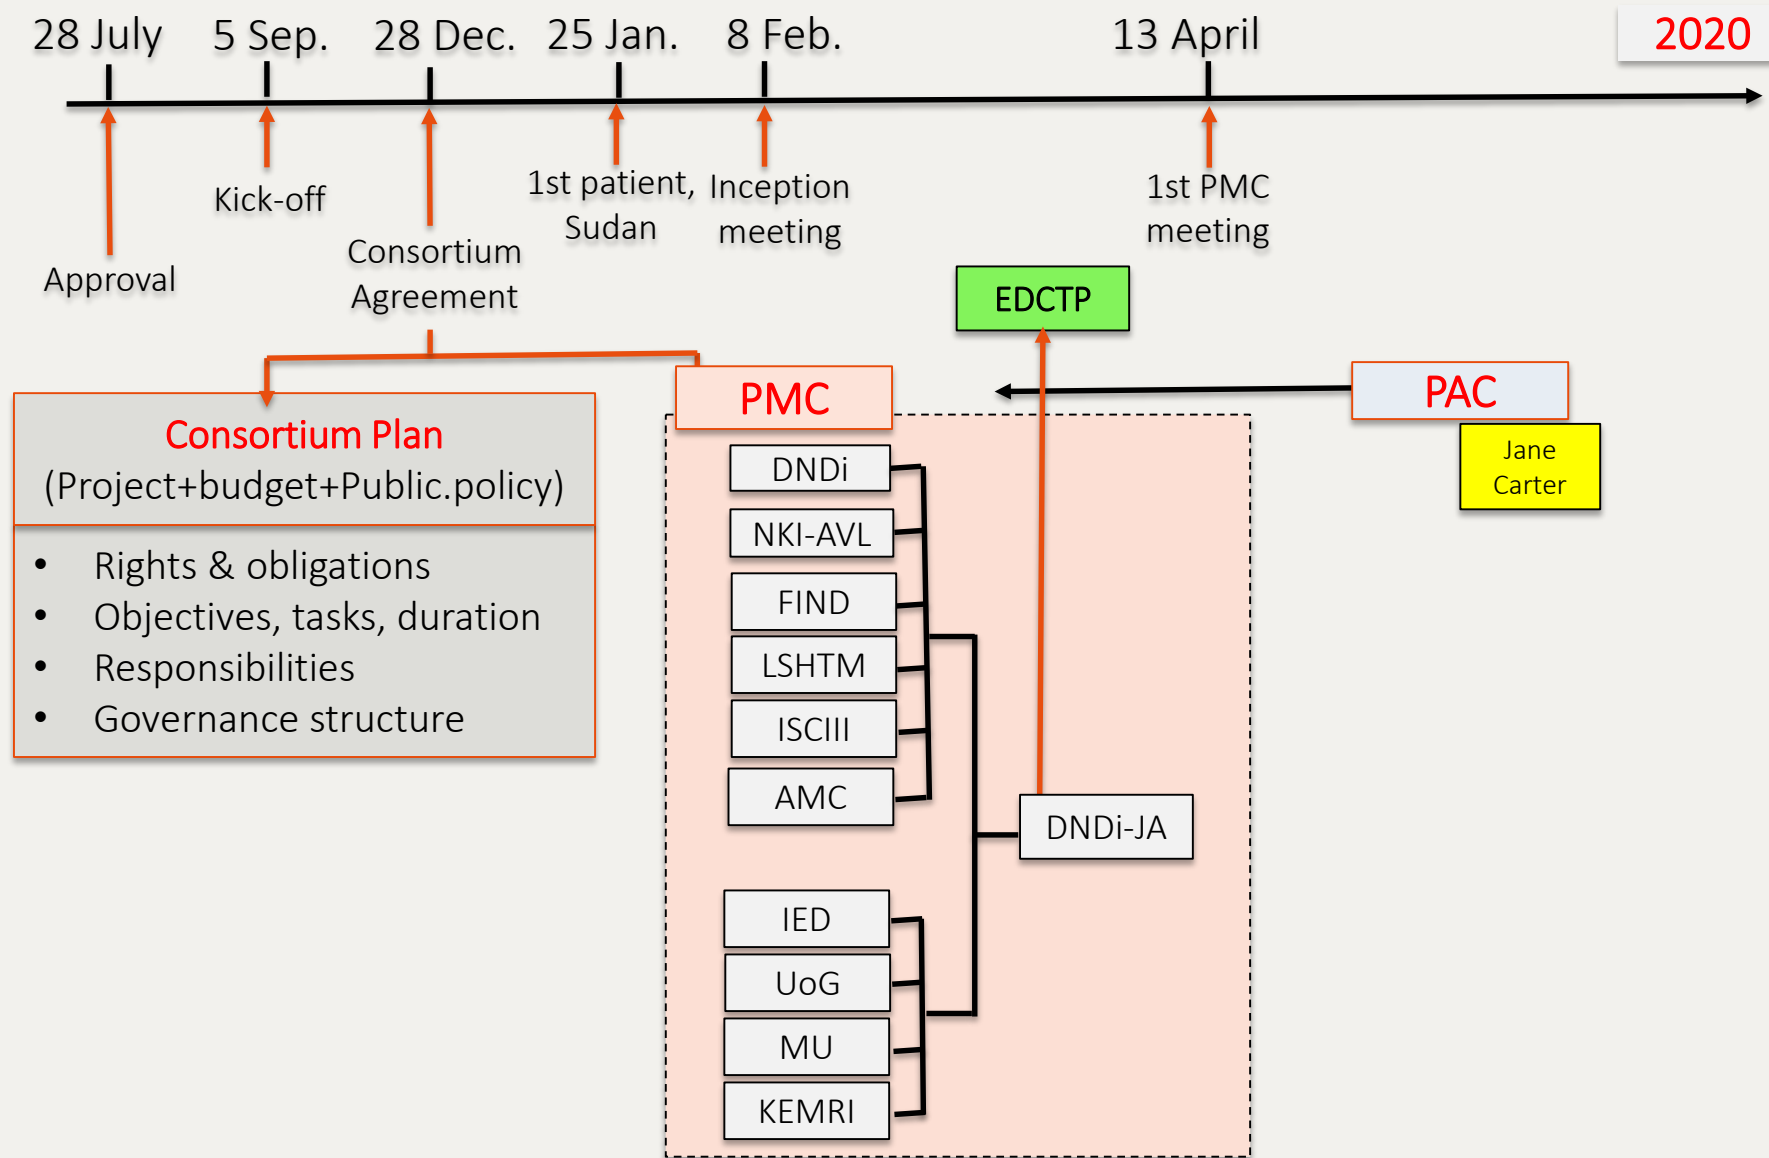 28 July 5 Sep. 28 Dec. 25 Jan. 8 Feb. 13 April 2020
Approval
Kick-off
Consortium
Agreement
1st patient,
Sudan
Inception
meeting
1st PMC
meeting
EDCTP
PAC
Jane
Carter
Consortium Plan
(Project+budget+Public.policy)
• Rights & obligations
• Objectives, tasks, duration
• Responsibilities
• Governance structure
PMC
DNDi
NKI-AVL
FIND
LSHTM
ISCIII
AMC
DNDi-JA
IED
UoG
MU
KEMRI